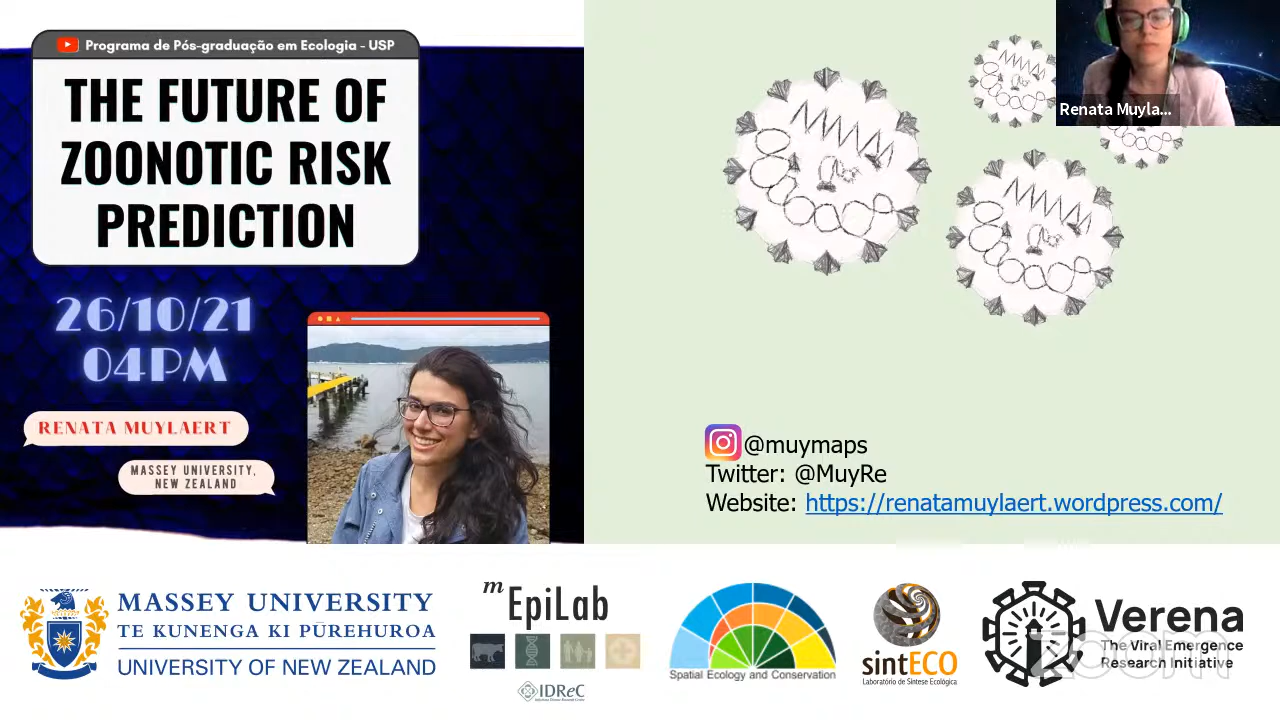 Programa de Pós-graduação em Ecologia - USP
THE FUTURE OF
ZOONOTIC RISK
PREDICTION
26/10/21
04PM
RENATA MUYLAERT
MASSEY UNIVERSITY,
NEW ZEALAND
Renata Muyla...
@muymaps
Twitter: @MuyRe
Website: https://renatamuylaert.wordpress.com/
MASSEY UNIVERSITY
TE KUNENGA KI PŪREHUROA
UNIVERSITY OF NEW ZEALAND
m
EpiLab
IDReC
Spatial Ecology and Conservation
sintECO
Laboratório de Síntese Ecológica
Verena
The Viral Emergence
Research Initiative
zoom